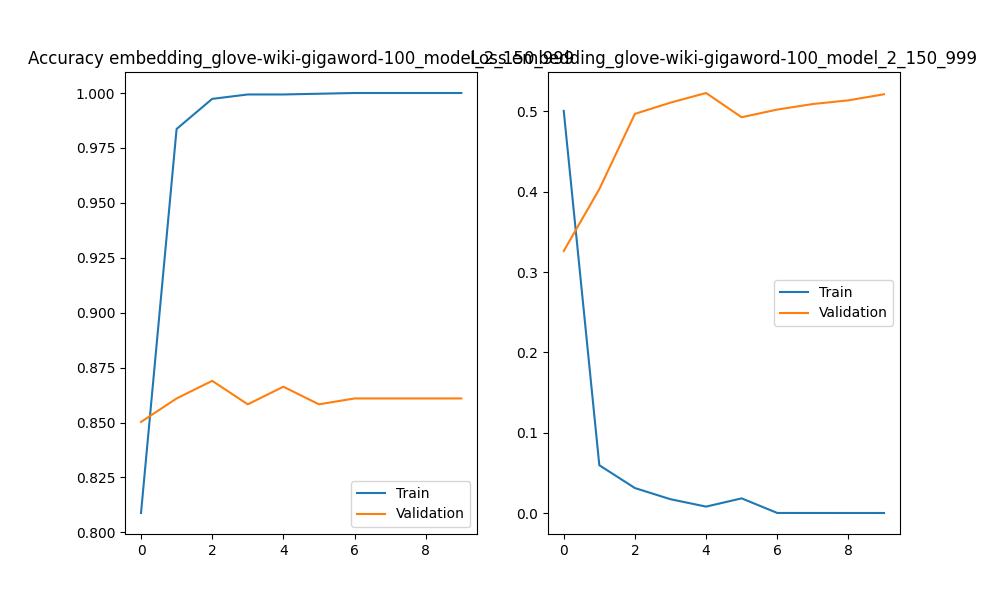 Accuracy embedding_glove-wiki-gigaword-100_model_2_150_999
Loss embedding_glove-wiki-gigaword-100_model_2_150_999
1.000
0.975
0.950
0.925
0.900
0.875
0.850
0.825
0.800
0 2 4 6 8
Train
Validation
0.5
0.4
0.3
0.2
0.1
0.0
0 2 4 6 8
Train
Validation